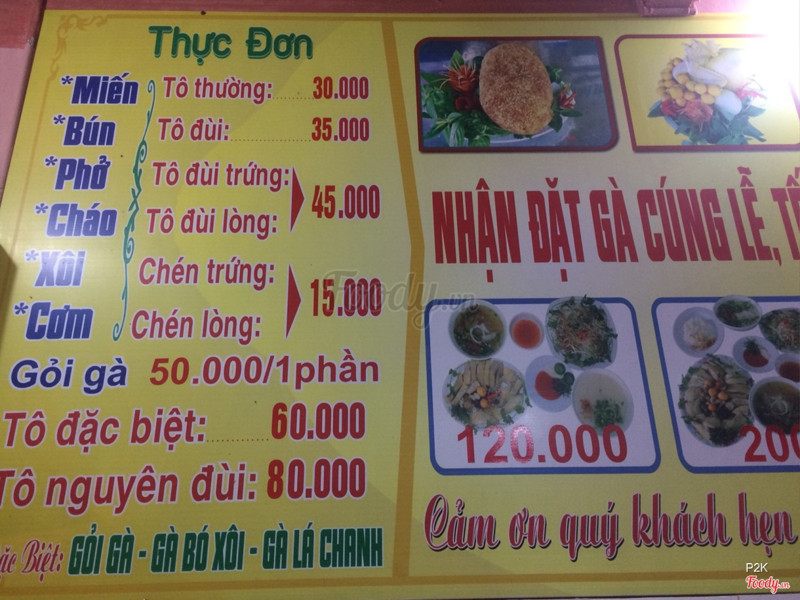 Thực Đơn
*Miến Tô thường: 30.000
*Bún Tô đùi: 35.000
*Phở Tô đùi trứng:
*Cháo Tô đùi lòng: 45.000
*Xôi Chén trứng:
*Cơm Chén lòng: 15.000
Gỏi gà 50.000/1phần
Tô đặc biệt: 60.000
Tô nguyên đùi: 80.000
Biệt: GỎI GÀ - GÀ BÓ XÔI - GÀ LÁ CHANH
NHẬN ĐẶT GÀ CÚNG LỄ,
120.000
Cảm ơn quý khách hẹn
Foody.vn
P2K
Foody.vn